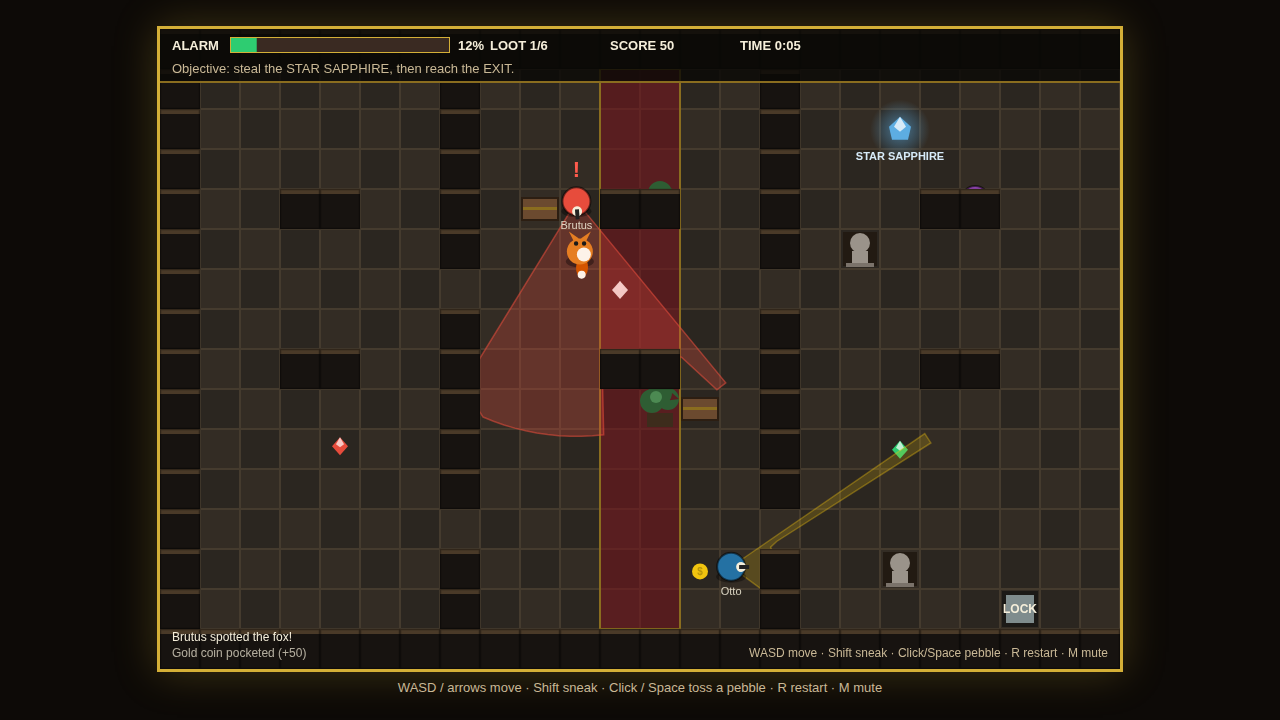 ALARM 12% LOOT 1/6 SCORE 50 TIME 0:05
Objective: steal the STAR SAPPHIRE, then reach the EXIT.
STAR SAPPHIRE
!
Brutus
$
Otto
LOCK
Brutus spotted the fox!
Gold coin pocketed (+50)
WASD move · Shift sneak · Click/Space pebble · R restart · M mute
WASD / arrows move · Shift sneak · Click / Space toss a pebble · R restart · M mute